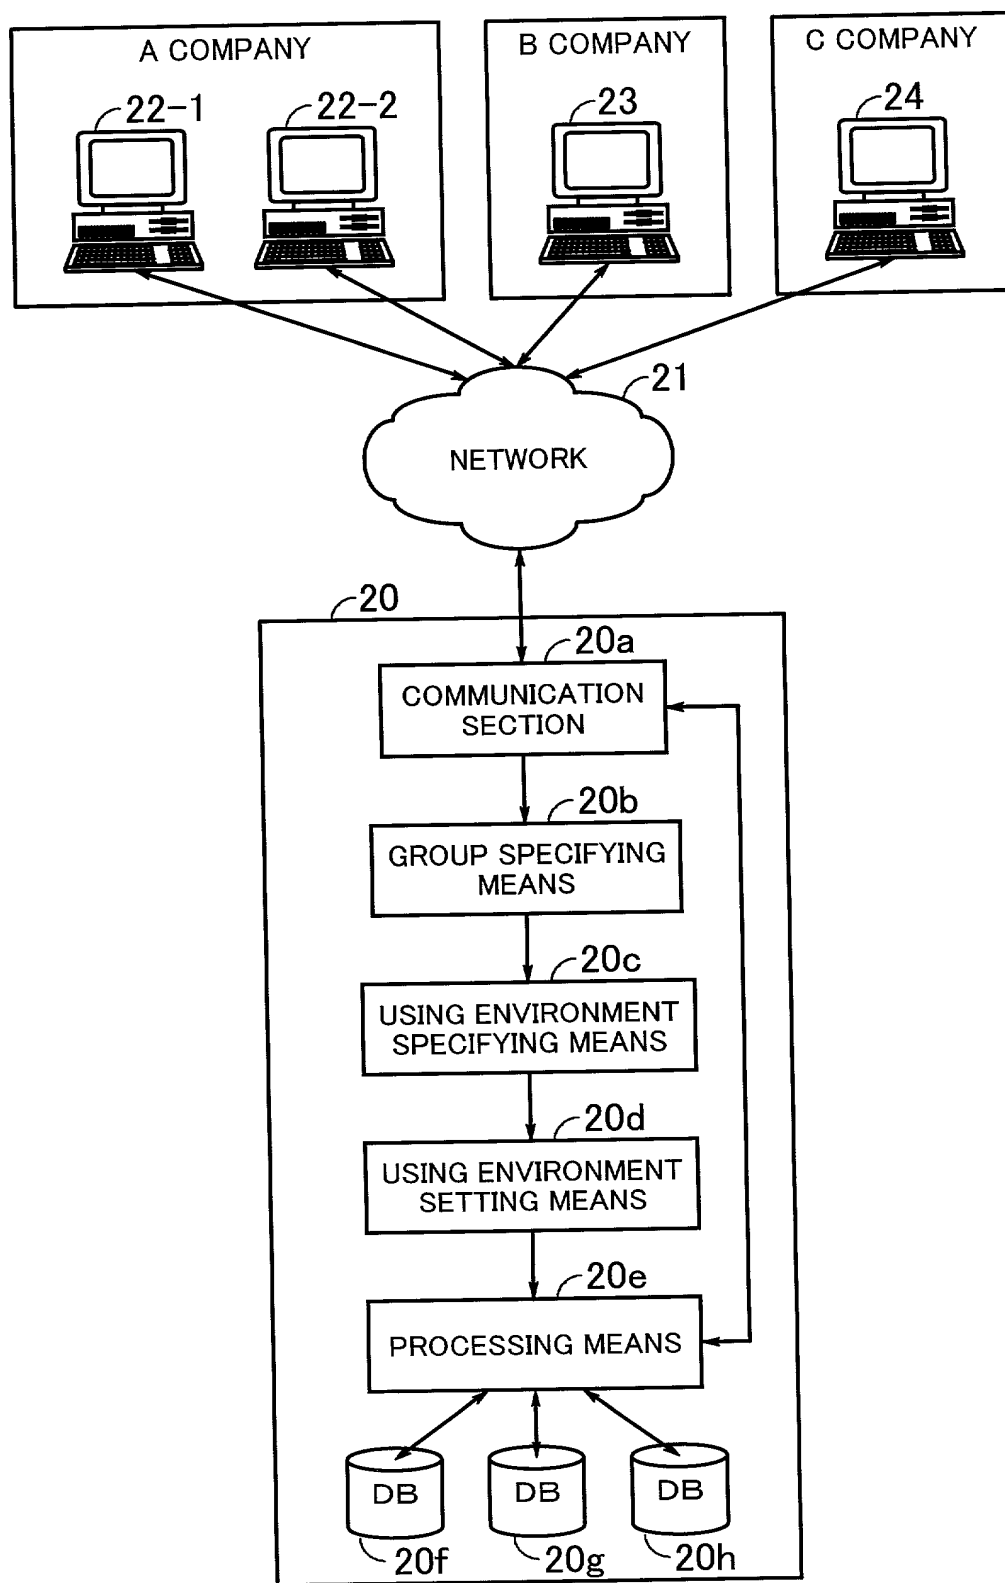 A COMPANY
B COMPANY
C COMPANY
22-1
22-2
23
24
21
NETWORK
20
20a
COMMUNICATION
SECTION
20b
GROUP SPECIFYING
MEANS
20c
USING ENVIRONMENT
SPECIFYING MEANS
20d
USING ENVIRONMENT
SETTING MEANS
20e
PROCESSING MEANS
DB
DB
DB
20f
20g
20h